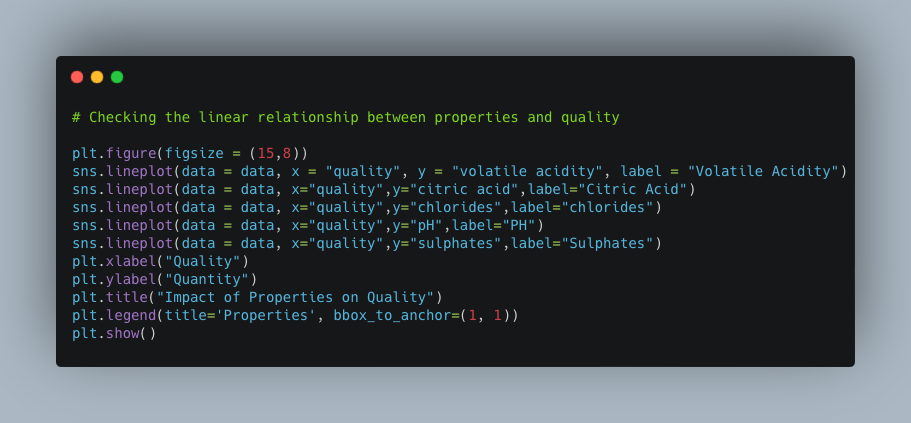 # Checking the linear relationship between properties and quality
plt.figure(figsize = (15,8))
sns.lineplot(data = data, x = "quality", y = "volatile acidity", label = "Volatile Acidity")
sns.lineplot(data = data, x="quality",y="citric acid",label="Citric Acid")
sns.lineplot(data = data, x="quality",y="chlorides",label="chlorides")
sns.lineplot(data = data, x="quality",y="pH",label="PH")
sns.lineplot(data = data, x="quality",y="sulphates",label="Sulphates")
plt.xlabel("Quality")
plt.ylabel("Quantity")
plt.title("Impact of Properties on Quality")
plt.legend(title='Properties', bbox_to_anchor=(1, 1))
plt.show()